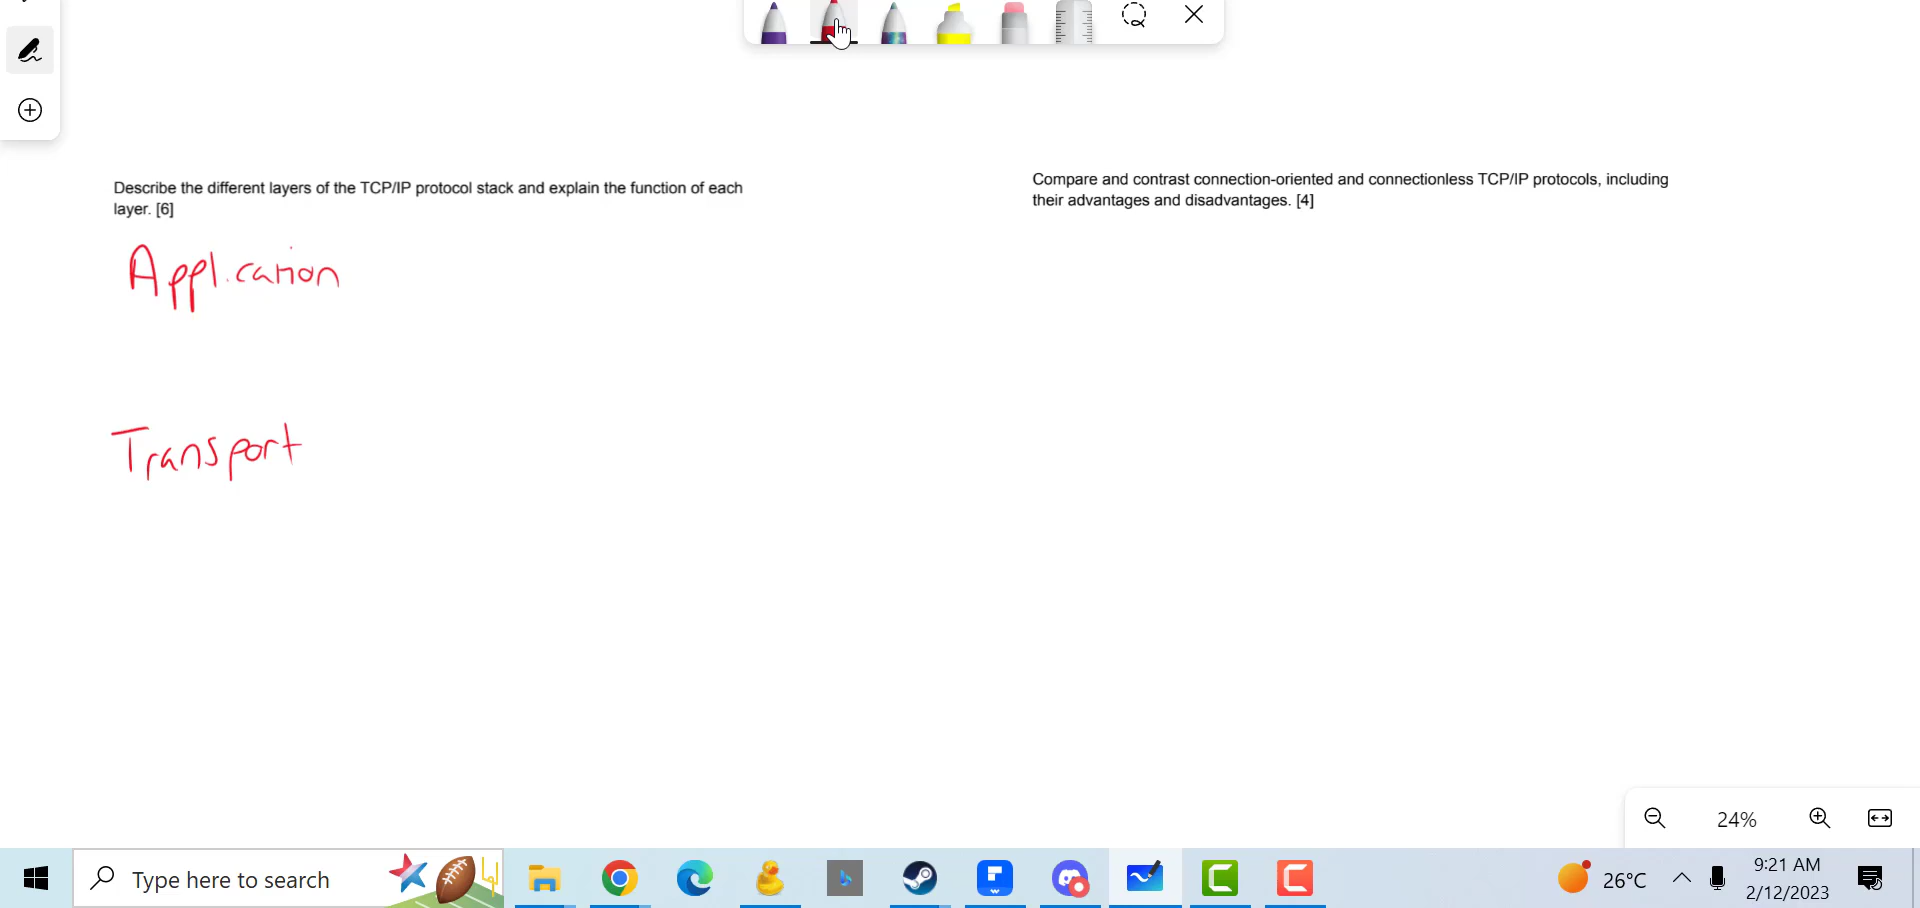 Describe the different layers of the TCP/IP protocol stack and explain the function of each
layer. [6]
Application
Transport
Compare and contrast connection-oriented and connectionless TCP/IP protocols, including
their advantages and disadvantages. [4]
24%
Type here to search
26°C
9:21 AM
2/12/2023